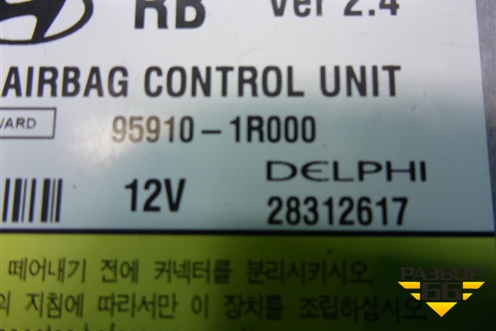 RB Ver 2.4
AIRBAG CONTROL UNIT
WARD 95910-1R000
12V DELPHI
28312617
떼어내기 전에 커넥터를 분리시키시오.
의 지침에 따라서만 이 장치를 조립하십시오
РАЗБОР
66